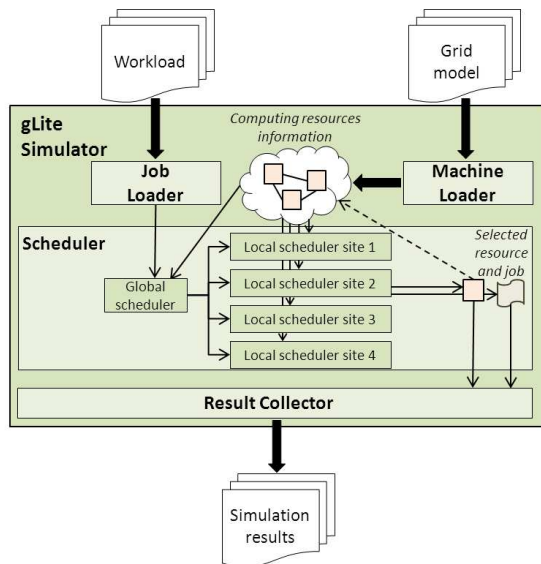 Workload
Grid
model
gLite
Simulator
Computing resources
information
Job
Loader
Machine
Loader
Scheduler
Selected
resource
and job
Global
scheduler
Local scheduler site 1
Local scheduler site 2
Local scheduler site 3
Local scheduler site 4
Result Collector
Simulation
results